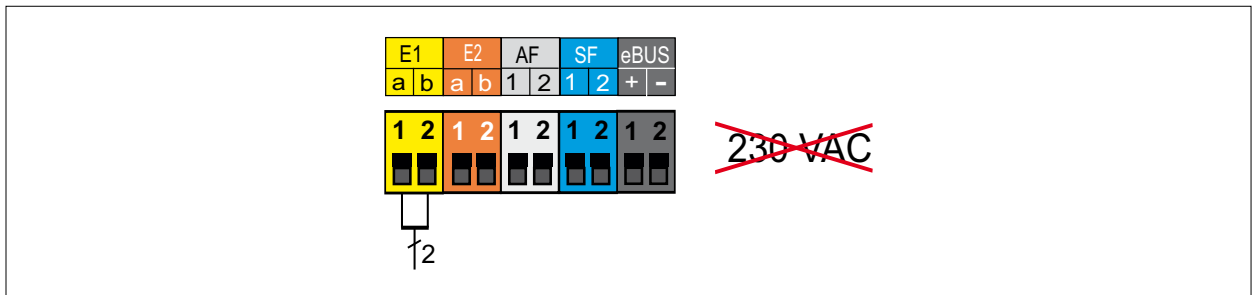 E1 E2 AF SF eBUS
a b a b 1 2 1 2 + -
1 2 1 2 1 2 1 2 1 2
230 VAC
2